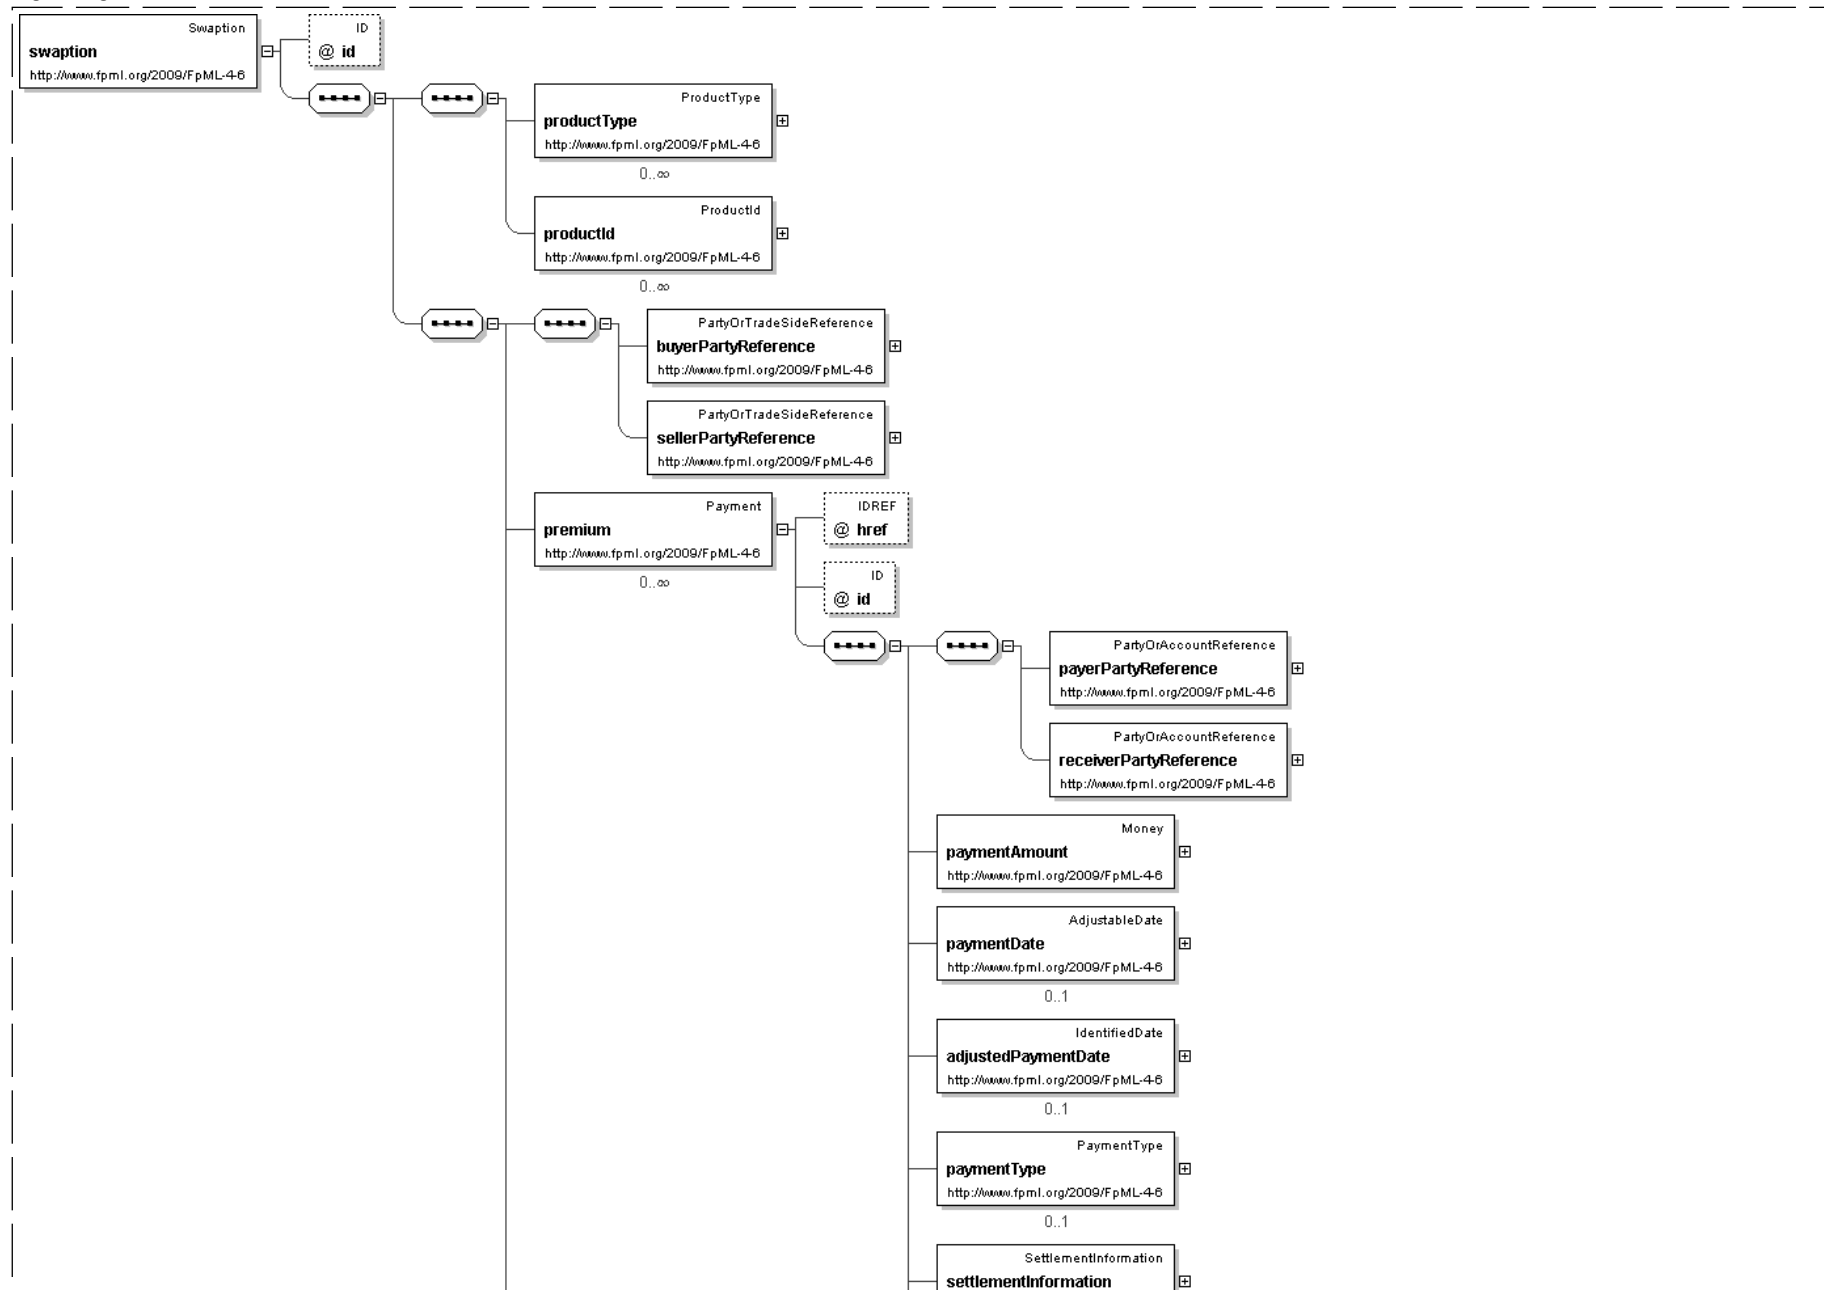 Swaption
swaption
http://www.fpml.org/2009/FpML-4-6
ID
@ id
ProductType
productType
http://www.fpml.org/2009/FpML-4-6
0..∞
ProductId
productId
http://www.fpml.org/2009/FpML-4-6
0..∞
PartyOrTradeSideReference
buyerPartyReference
http://www.fpml.org/2009/FpML-4-6
PartyOrTradeSideReference
sellerPartyReference
http://www.fpml.org/2009/FpML-4-6
Payment
premium
http://www.fpml.org/2009/FpML-4-6
0..∞
IDREF
@ href
ID
@ id
PartyOrAccountReference
payerPartyReference
http://www.fpml.org/2009/FpML-4-6
PartyOrAccountReference
receiverPartyReference
http://www.fpml.org/2009/FpML-4-6
Money
paymentAmount
http://www.fpml.org/2009/FpML-4-6
AdjustableDate
paymentDate
http://www.fpml.org/2009/FpML-4-6
0..1
IdentifiedDate
adjustedPaymentDate
http://www.fpml.org/2009/FpML-4-6
0..1
PaymentType
paymentType
http://www.fpml.org/2009/FpML-4-6
0..1
SettlementInformation
settlementInformation